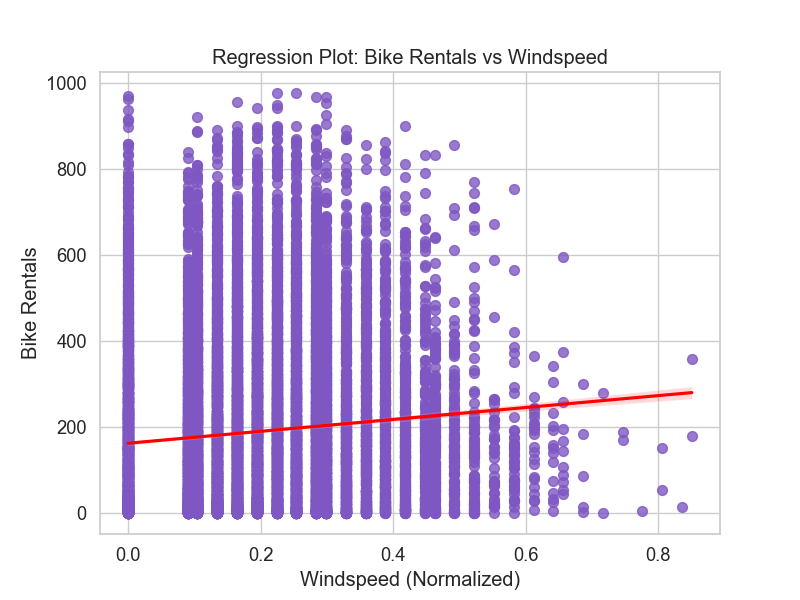 Regression Plot: Bike Rentals vs Windspeed
1000
800
600
400
200
0
Bike Rentals
0.0 0.2 0.4 0.6 0.8
Windspeed (Normalized)